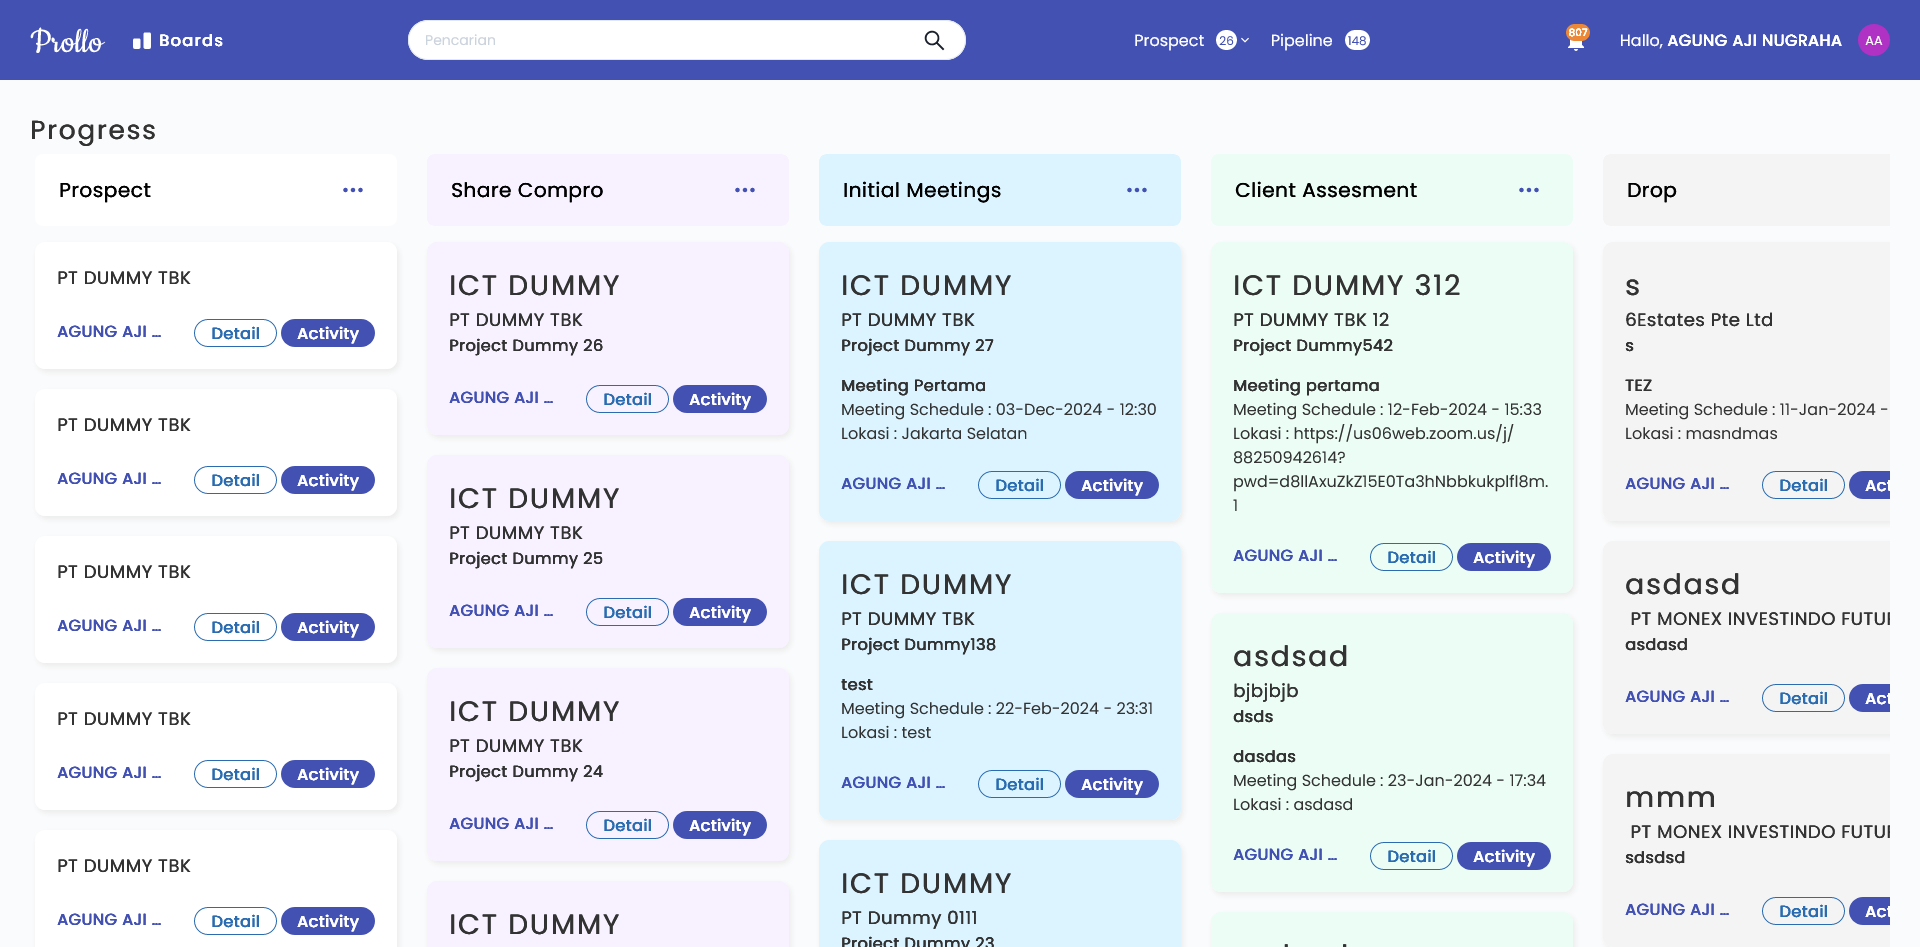 Prollo
Boards
Pencarian
Prospect 26
Pipeline 148
807
Hallo, AGUNG AJI NUGRAHA
AA
Progress
Prospect ...
PT DUMMY TBK
AGUNG AJI ... Detail Activity
PT DUMMY TBK
AGUNG AJI ... Detail Activity
PT DUMMY TBK
AGUNG AJI ... Detail Activity
PT DUMMY TBK
AGUNG AJI ... Detail Activity
PT DUMMY TBK
AGUNG AJI ... Detail Activity
Share Compro ...
ICT DUMMY
PT DUMMY TBK
Project Dummy 26
AGUNG AJI ... Detail Activity
ICT DUMMY
PT DUMMY TBK
Project Dummy 25
AGUNG AJI ... Detail Activity
ICT DUMMY
PT DUMMY TBK
Project Dummy 24
AGUNG AJI ... Detail Activity
ICT DUMMY
Initial Meetings ...
ICT DUMMY
PT DUMMY TBK
Project Dummy 27
Meeting Pertama
Meeting Schedule : 03-Dec-2024 - 12:30
Lokasi : Jakarta Selatan
AGUNG AJI ... Detail Activity
ICT DUMMY
PT DUMMY TBK
Project Dummy138
test
Meeting Schedule : 22-Feb-2024 - 23:31
Lokasi : test
AGUNG AJI ... Detail Activity
ICT DUMMY
PT Dummy 0111
Project Dummy 23
Client Assesment ...
ICT DUMMY 312
PT DUMMY TBK 12
Project Dummy542
Meeting pertama
Meeting Schedule : 12-Feb-2024 - 15:33
Lokasi : https://us06web.zoom.us/j/
88250942614?
pwd=d8llAxuZkZ15E0Ta3hNbbkukplfl8m.
1
AGUNG AJI ... Detail Activity
asdsad
bjbjbjb
dsds
dasdas
Meeting Schedule : 23-Jan-2024 - 17:34
Lokasi : asdasd
AGUNG AJI ... Detail Activity
Drop
s
6Estates Pte Ltd
s
TEZ
Meeting Schedule : 11-Jan-2024 -
Lokasi : masndmas
AGUNG AJI ... Detail Act
asdasd
PT MONEX INVESTINDO FUTU
asdasd
AGUNG AJI ... Detail Act
mmm
PT MONEX INVESTINDO FUTU
sdsdsd
AGUNG AJI ... Detail Act